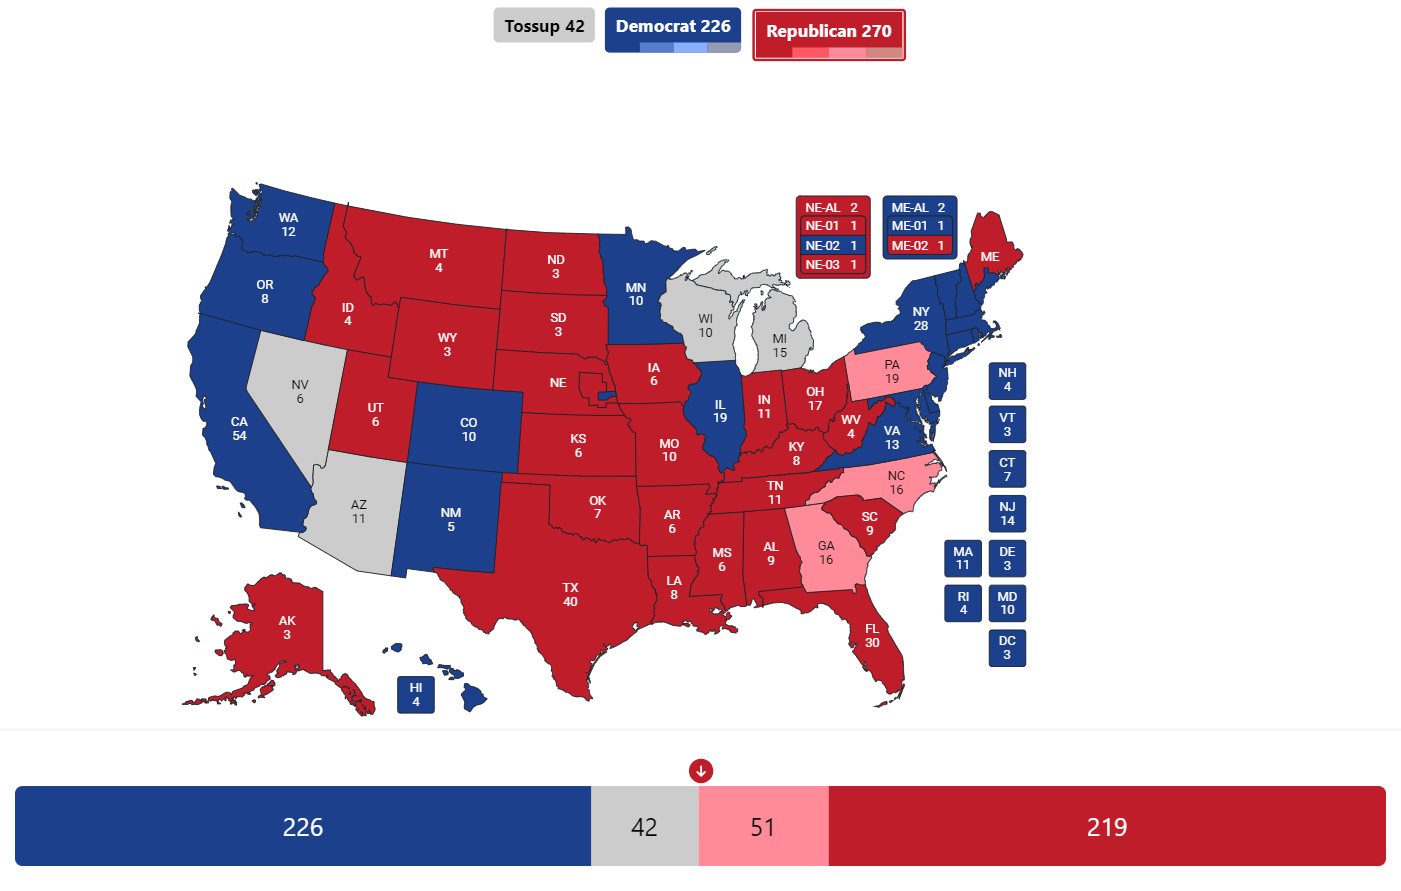 Tossup 42
Democrat 226
Republican 270
WA
12
OR
8
CA
54
NV
6
ID
4
MT
4
WY
3
UT
6
AZ
11
CO
10
NM
5
ND
3
SD
3
NE
KS
6
OK
7
TX
40
MN
10
IA
6
MO
10
AR
6
LA
8
WI
10
IL
19
MI
15
IN
11
OH
17
KY
8
TN
11
MS
6
AL
9
GA
16
FL
30
SC
9
NC
16
VA
13
WV
4
PA
19
NY
28
ME
NE-AL 2
NE-01 1
NE-02 1
NE-03 1
ME-AL 2
ME-01 1
ME-02 1
NH
4
VT
3
CT
7
NJ
14
MA
11
DE
3
RI
4
MD
10
DC
3
AK
3
HI
4
226
42
51
219